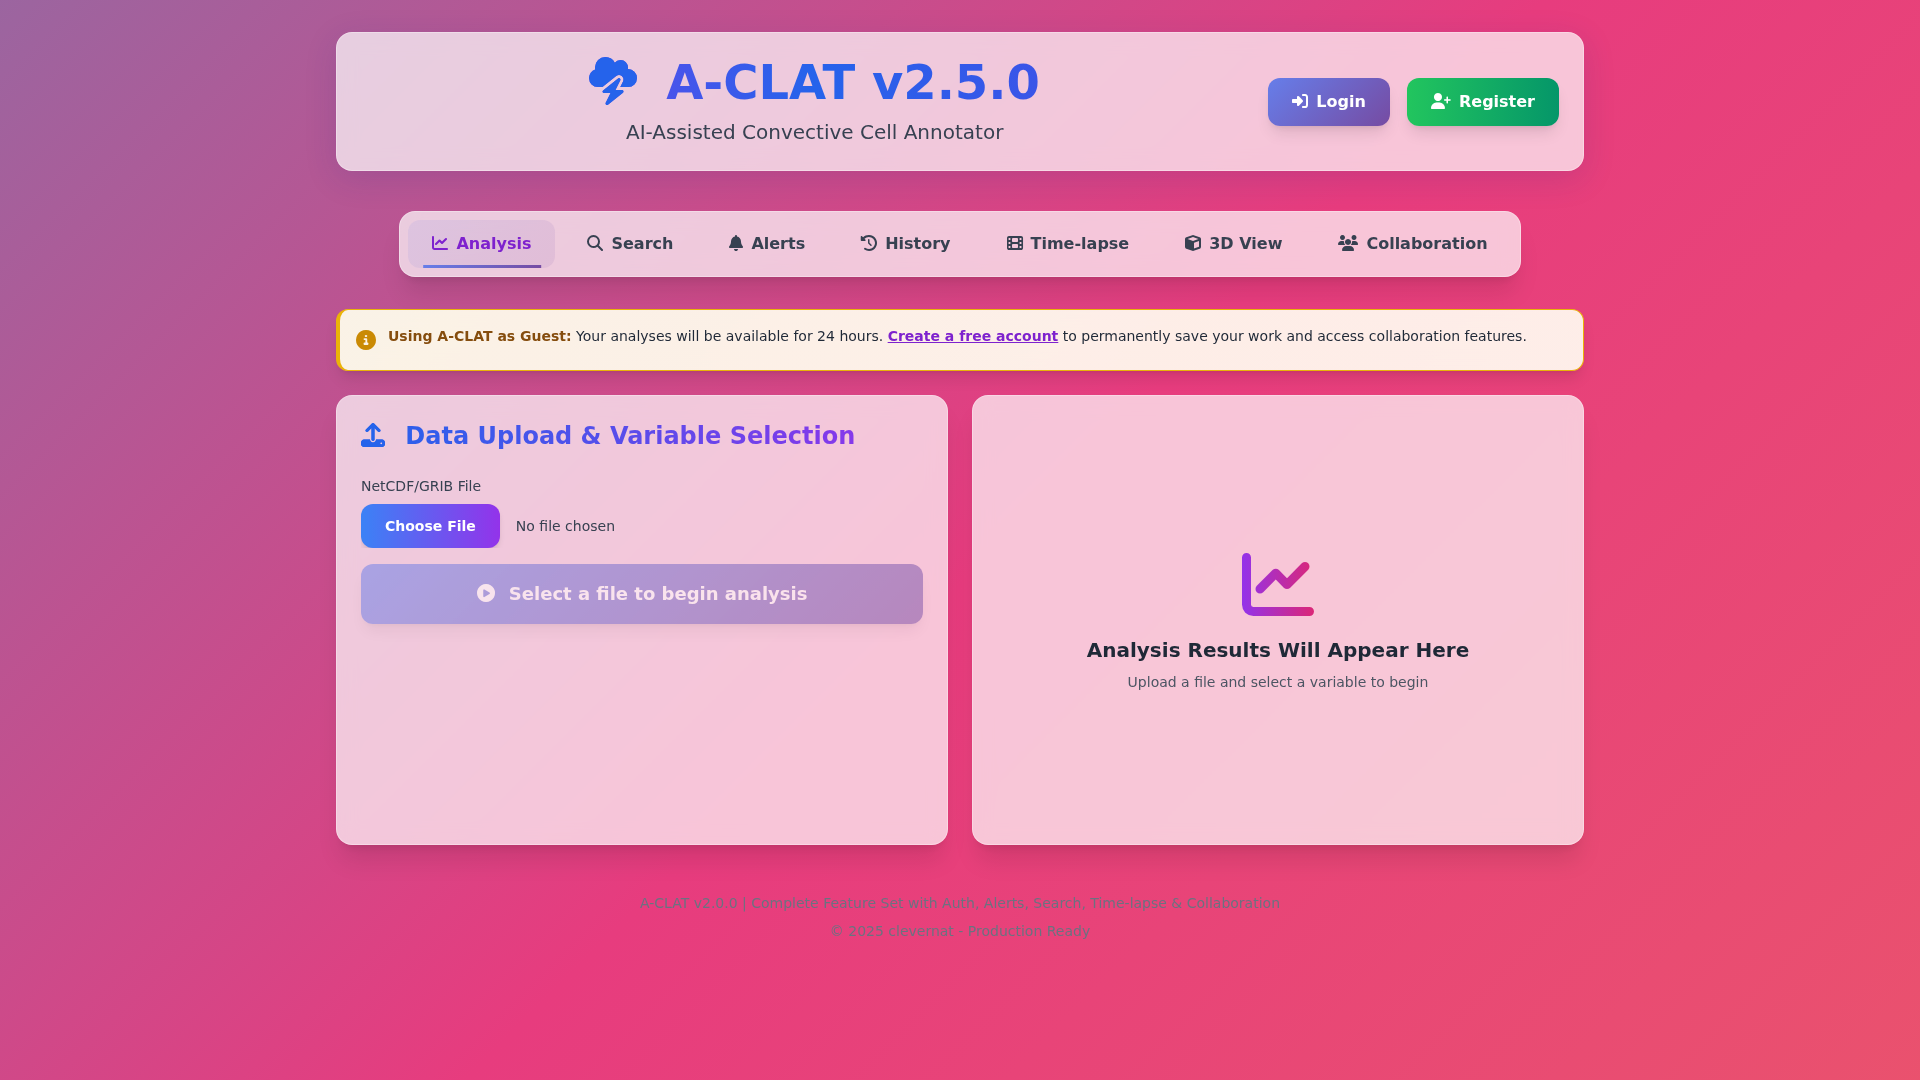 A-CLAT v2.5.0
AI-Assisted Convective Cell Annotator
Login
Register
Analysis
Search
Alerts
History
Time-lapse
3D View
Collaboration
Using A-CLAT as Guest: Your analyses will be available for 24 hours. Create a free account to permanently save your work and access collaboration features.
Data Upload & Variable Selection
NetCDF/GRIB File
Choose File
No file chosen
Select a file to begin analysis
Analysis Results Will Appear Here
Upload a file and select a variable to begin
A-CLAT v2.0.0 | Complete Feature Set with Auth, Alerts, Search, Time-lapse & Collaboration
© 2025 clevernat - Production Ready